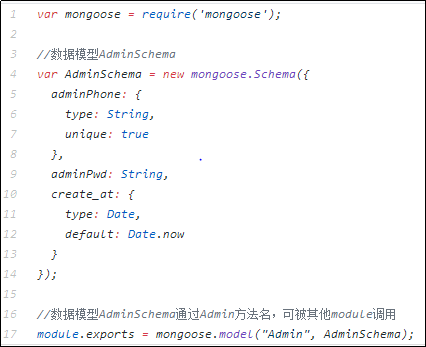 1 var mongoose = require('mongoose');
2
3 //数据模型AdminSchema
4 var AdminSchema = new mongoose.Schema({
5   adminPhone: {
6     type: String,
7     unique: true
8   },
9   adminPwd: String,
10   create_at: {
11     type: Date,
12     default: Date.now
13   }
14 });
15
16 //数据模型AdminSchema通过Admin方法名，可被其他module调用
17 module.exports = mongoose.model("Admin", AdminSchema);